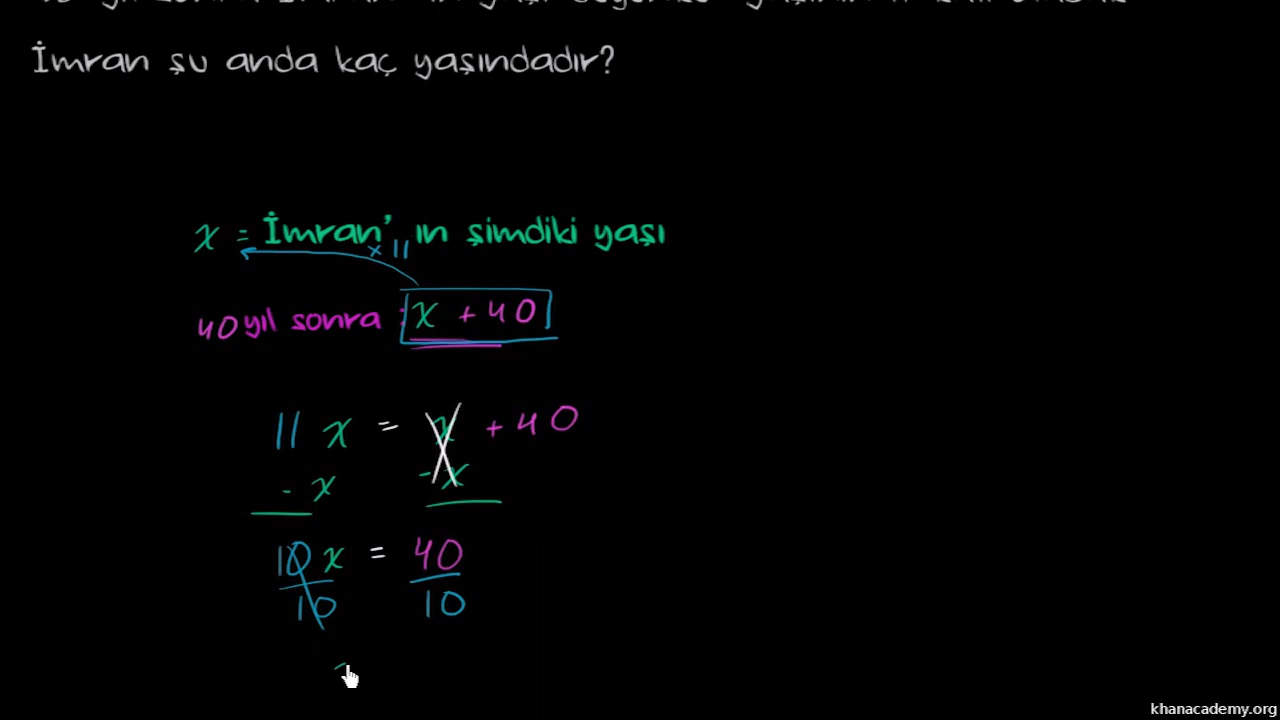 İmran şu anda kaç yaşındadır?
x = İmran'ın şimdiki yaşı
x 11
40 yıl sonra : x + 40
11 x = x + 40
- x - x
10 x = 40
10 10
khanacademy.org